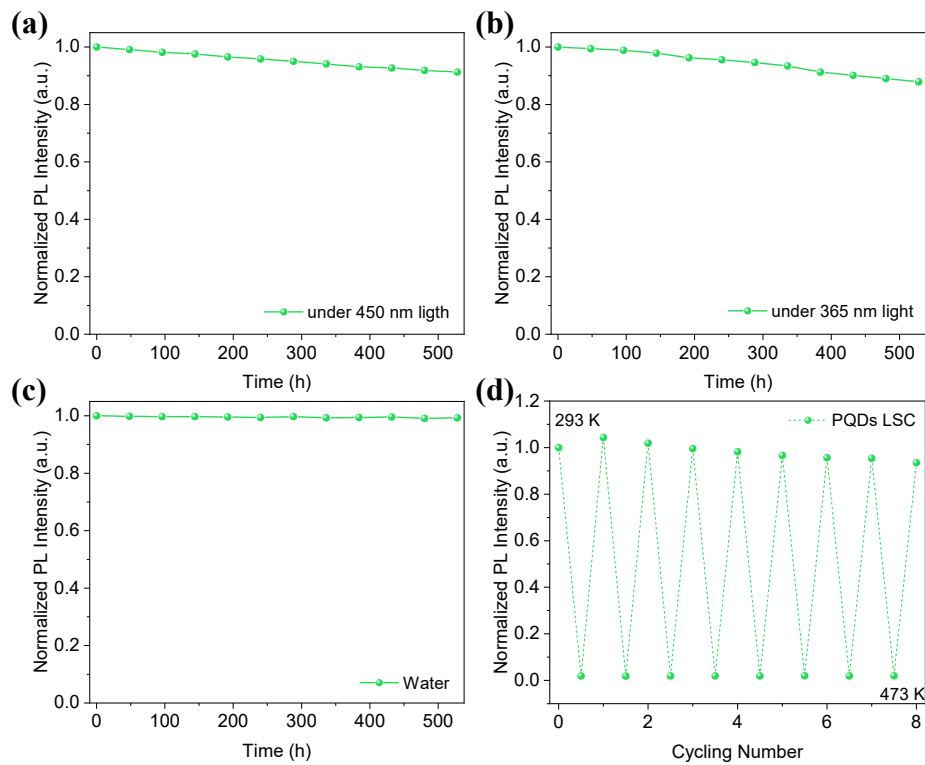 (a)
Normalized PL Intensity (a.u.)
1.0
0.8
0.6
0.4
0.2
0.0
under 450 nm ligth
0 100 200 300 400 500
Time (h)
(b)
Normalized PL Intensity (a.u.)
1.0
0.8
0.6
0.4
0.2
0.0
under 365 nm light
0 100 200 300 400 500
Time (h)
(c)
Normalized PL Intensity (a.u.)
1.0
0.8
0.6
0.4
0.2
0.0
Water
0 100 200 300 400 500
Time (h)
(d)
Normalized PL Intensity (a.u.)
1.2
1.0
0.8
0.6
0.4
0.2
0.0
293 K
PQDs LSC
473 K
0 2 4 6 8
Cycling Number